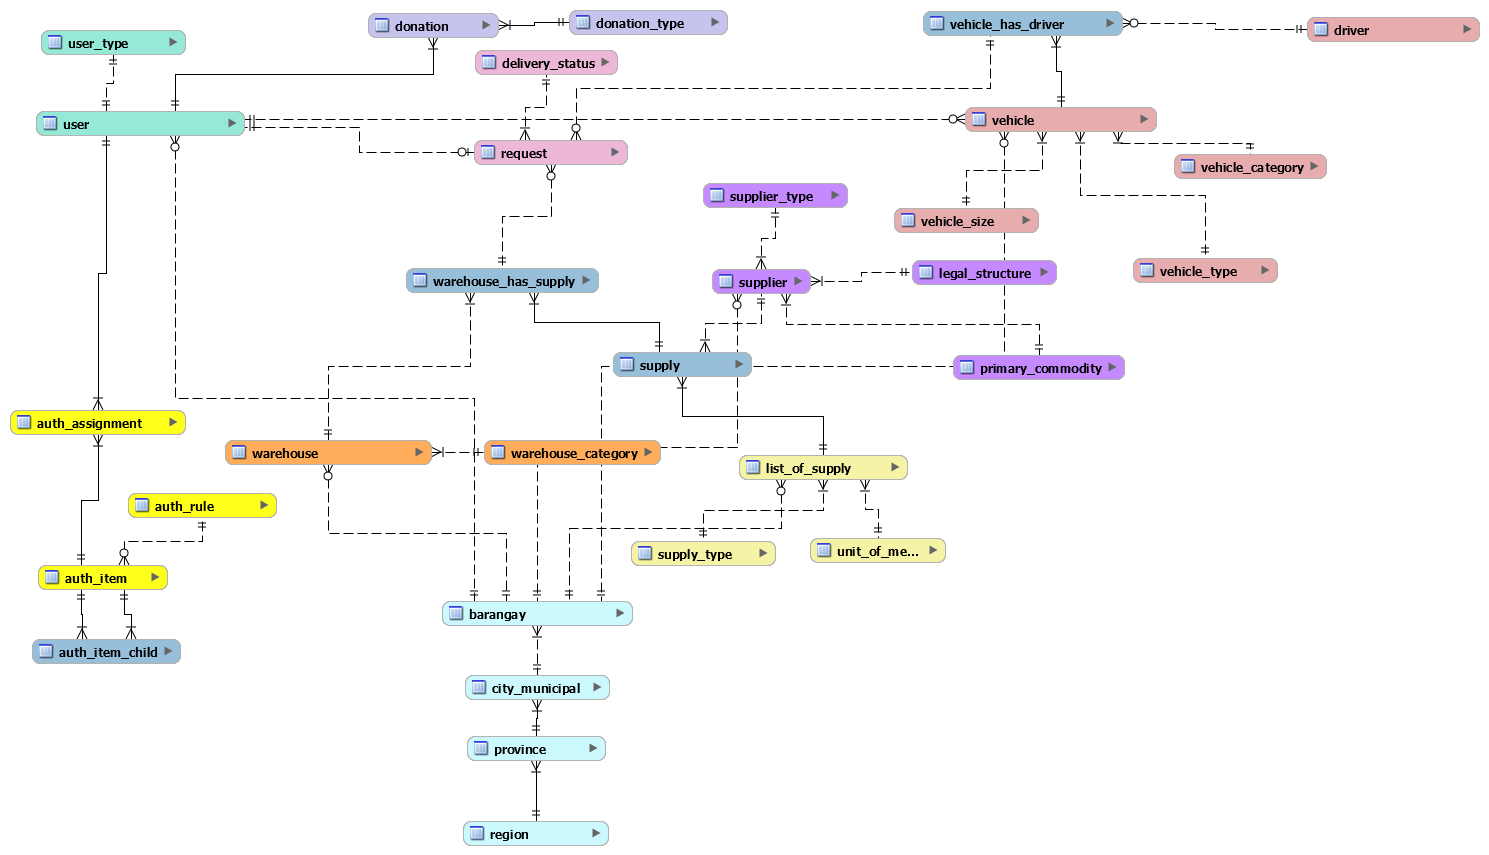 donation
donation_type
vehicle_has_driver
driver
user_type
delivery_status
user
vehicle
request
vehicle_category
supplier_type
vehicle_size
vehicle_type
legal_structure
warehouse_has_supply
supplier
supply
primary_commodity
auth_assignment
warehouse
warehouse_category
list_of_supply
auth_rule
supply_type
unit_of_me...
auth_item
barangay
auth_item_child
city_municipal
province
region